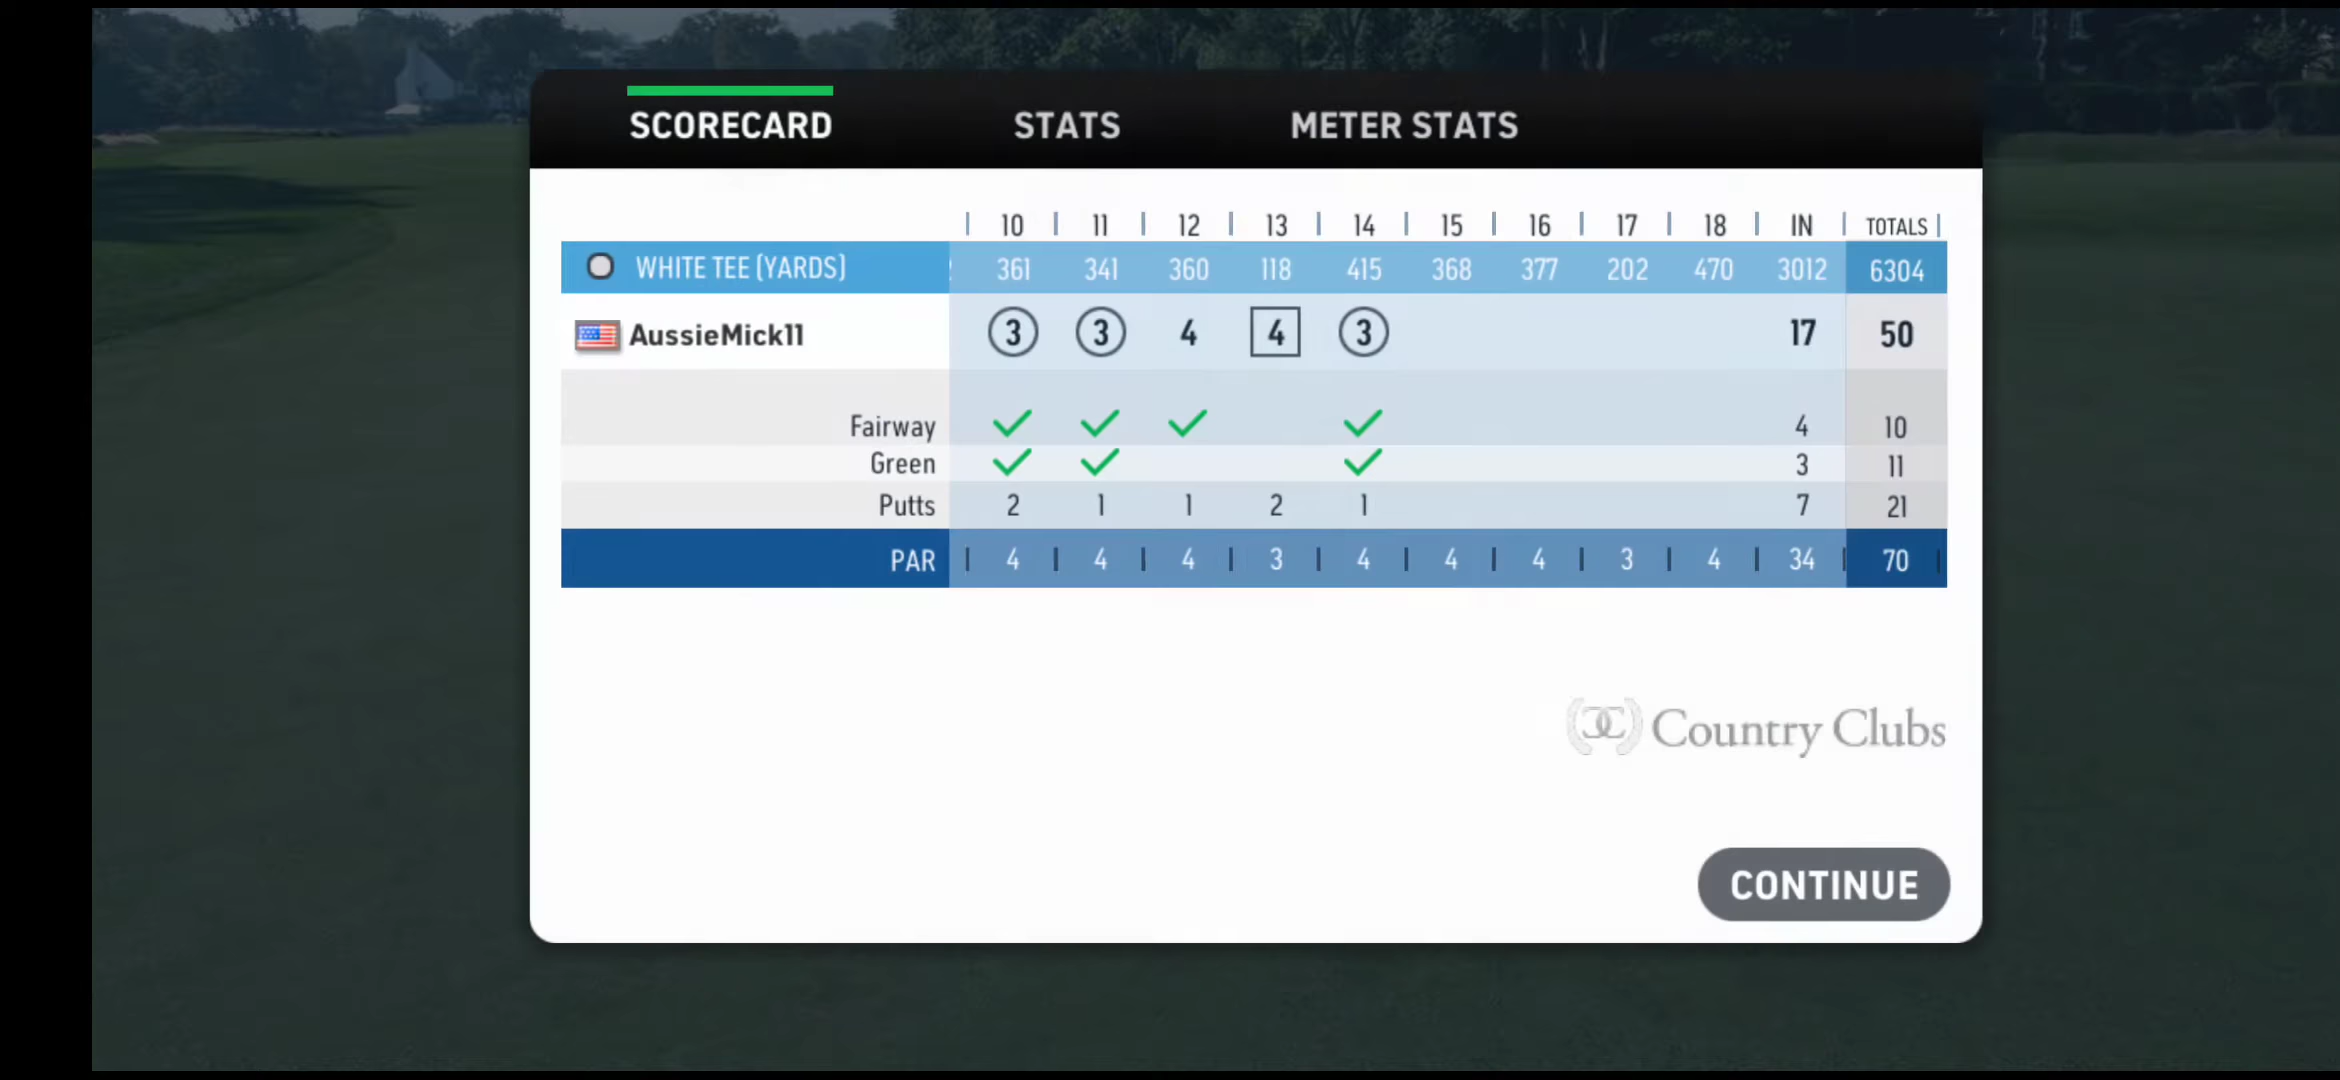 SCORECARD STATS METER STATS
10 11 12 13 14 15 16 17 18 IN TOTALS
WHITE TEE (YARDS) 361 341 360 118 415 368 377 202 470 3012 6304
AussieMick11 3 3 4 4 3 17 50
Fairway 4 10
Green 3 11
Putts 2 1 1 2 1 7 21
PAR 4 4 4 3 4 4 4 3 4 34 70
Country Clubs
CONTINUE